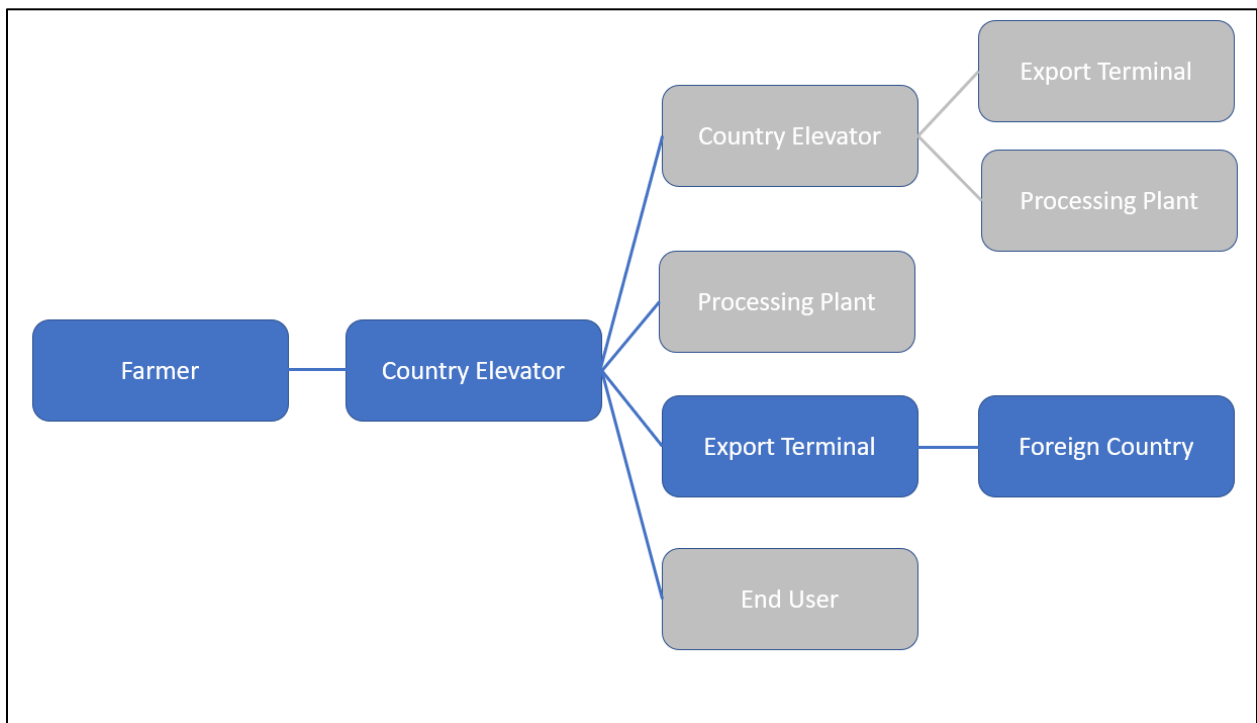 Export Terminal
Country Elevator
Processing Plant
Processing Plant
Farmer
Country Elevator
Export Terminal
Foreign Country
End User